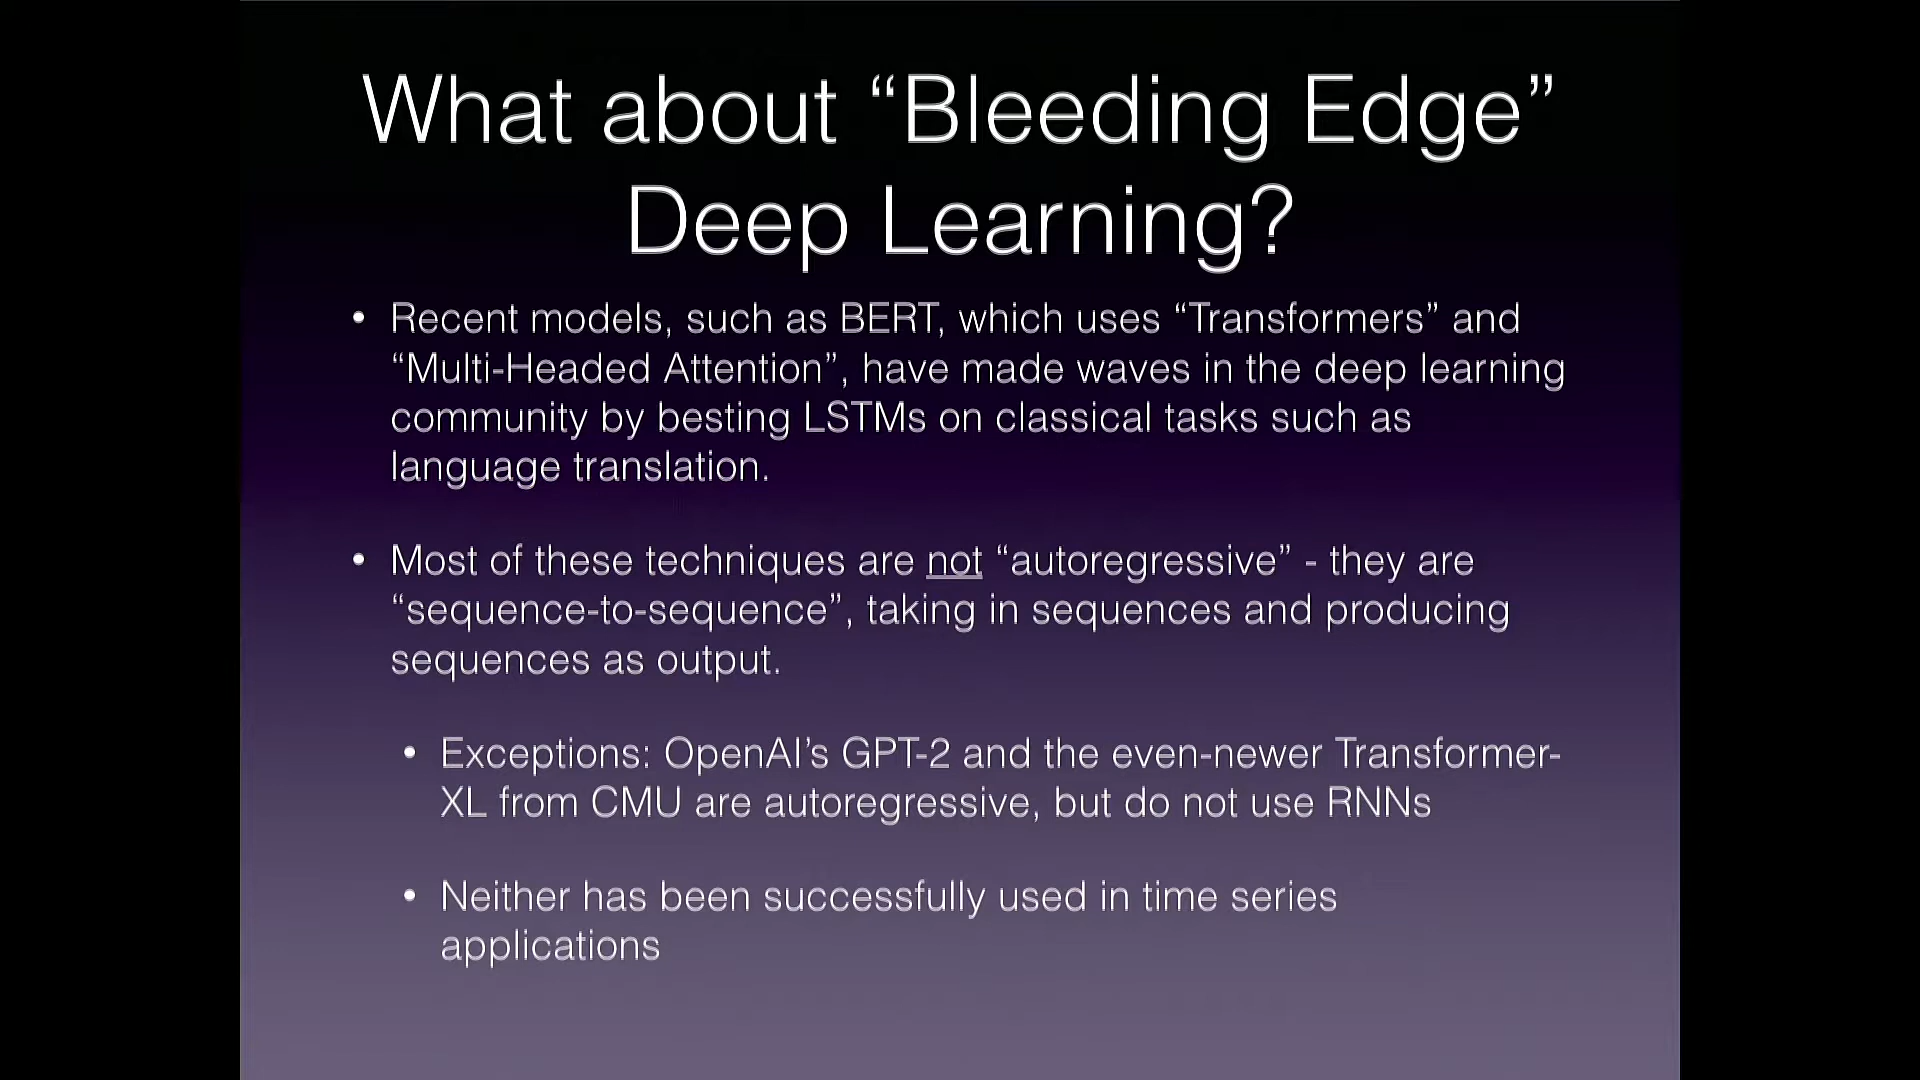 What about “Bleeding Edge”
Deep Learning?
• Recent models, such as BERT, which uses “Transformers” and
“Multi-Headed Attention”, have made waves in the deep learning
community by besting LSTMs on classical tasks such as
language translation.
• Most of these techniques are not “autoregressive” - they are
“sequence-to-sequence”, taking in sequences and producing
sequences as output.
• Exceptions: OpenAI’s GPT-2 and the even-newer Transformer-
XL from CMU are autoregressive, but do not use RNNs
• Neither has been successfully used in time series
applications